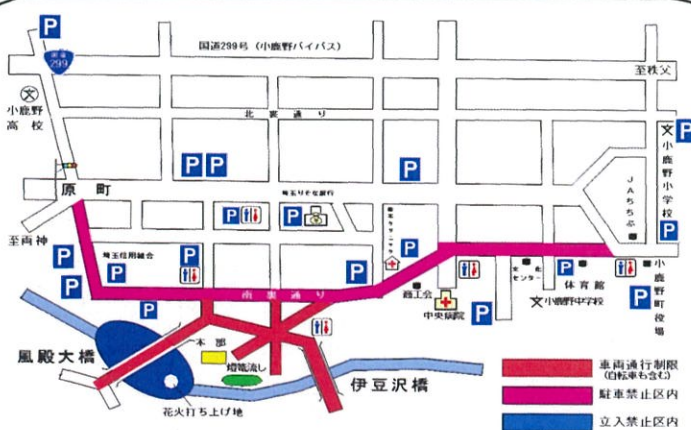 P
国道299号（小鹿野バイパス）
国道
299
至秩父
文
小鹿野
高校
北裏通り
P
文
小鹿野小学校
P P
P
原町
埼玉りそな銀行
JAちちぶ
P
P
P
至両神
埼玉信用組合
P
P
P
P
P
P
小鹿野町役場
P
文化
センター
体育館
文小鹿野中学校
P
商工会
中央病院
P
P
南裏通り
P
本部
風殿大橋
燈籠流し
伊豆沢橋
花火打ち上げ地
車両通行制限
(自転車も含む)
駐車禁止区内
立入禁止区内